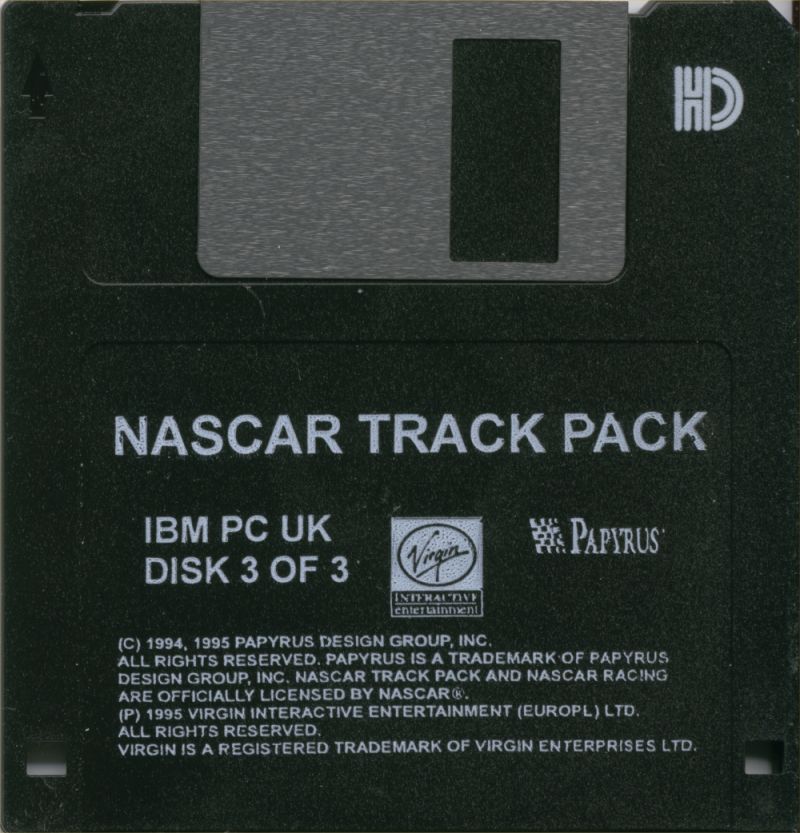 HD
NASCAR TRACK PACK
IBM PC UK
DISK 3 OF 3
Virgin
INTERACTIVE
entertainment
PAPYRUS
(C) 1994, 1995 PAPYRUS DESIGN GROUP, INC.
ALL RIGHTS RESERVED. PAPYRUS IS A TRADEMARK OF PAPYRUS
DESIGN GROUP, INC. NASCAR TRACK PACK AND NASCAR RACING
ARE OFFICIALLY LICENSED BY NASCAR®.
(P) 1995 VIRGIN INTERACTIVE ENTERTAINMENT (EUROPL) LTD.
ALL RIGHTS RESERVED.
VIRGIN IS A REGISTERED TRADEMARK OF VIRGIN ENTERPRISES LTD.